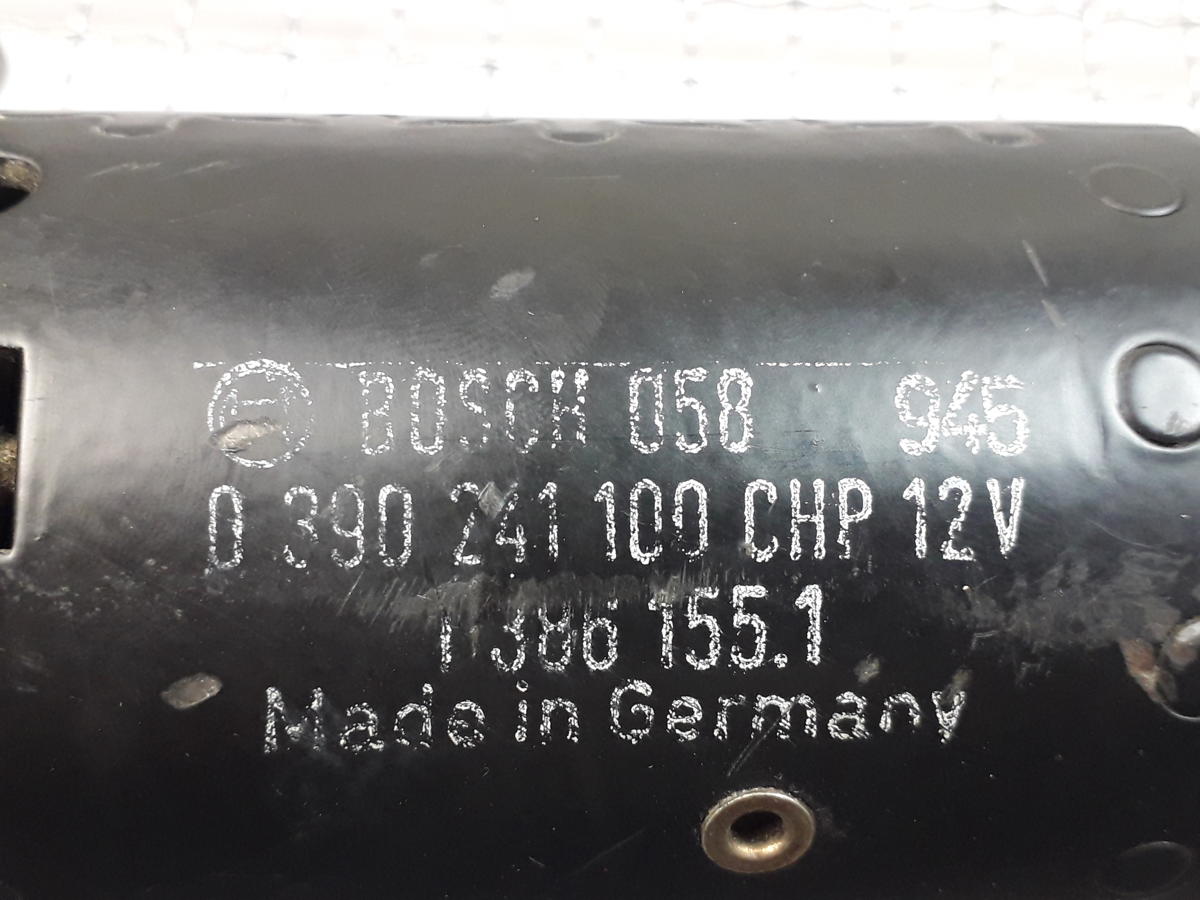 BOSCH 058 945
0 390 241 100 CHP 12V
1 386 155.1
Made in Germany